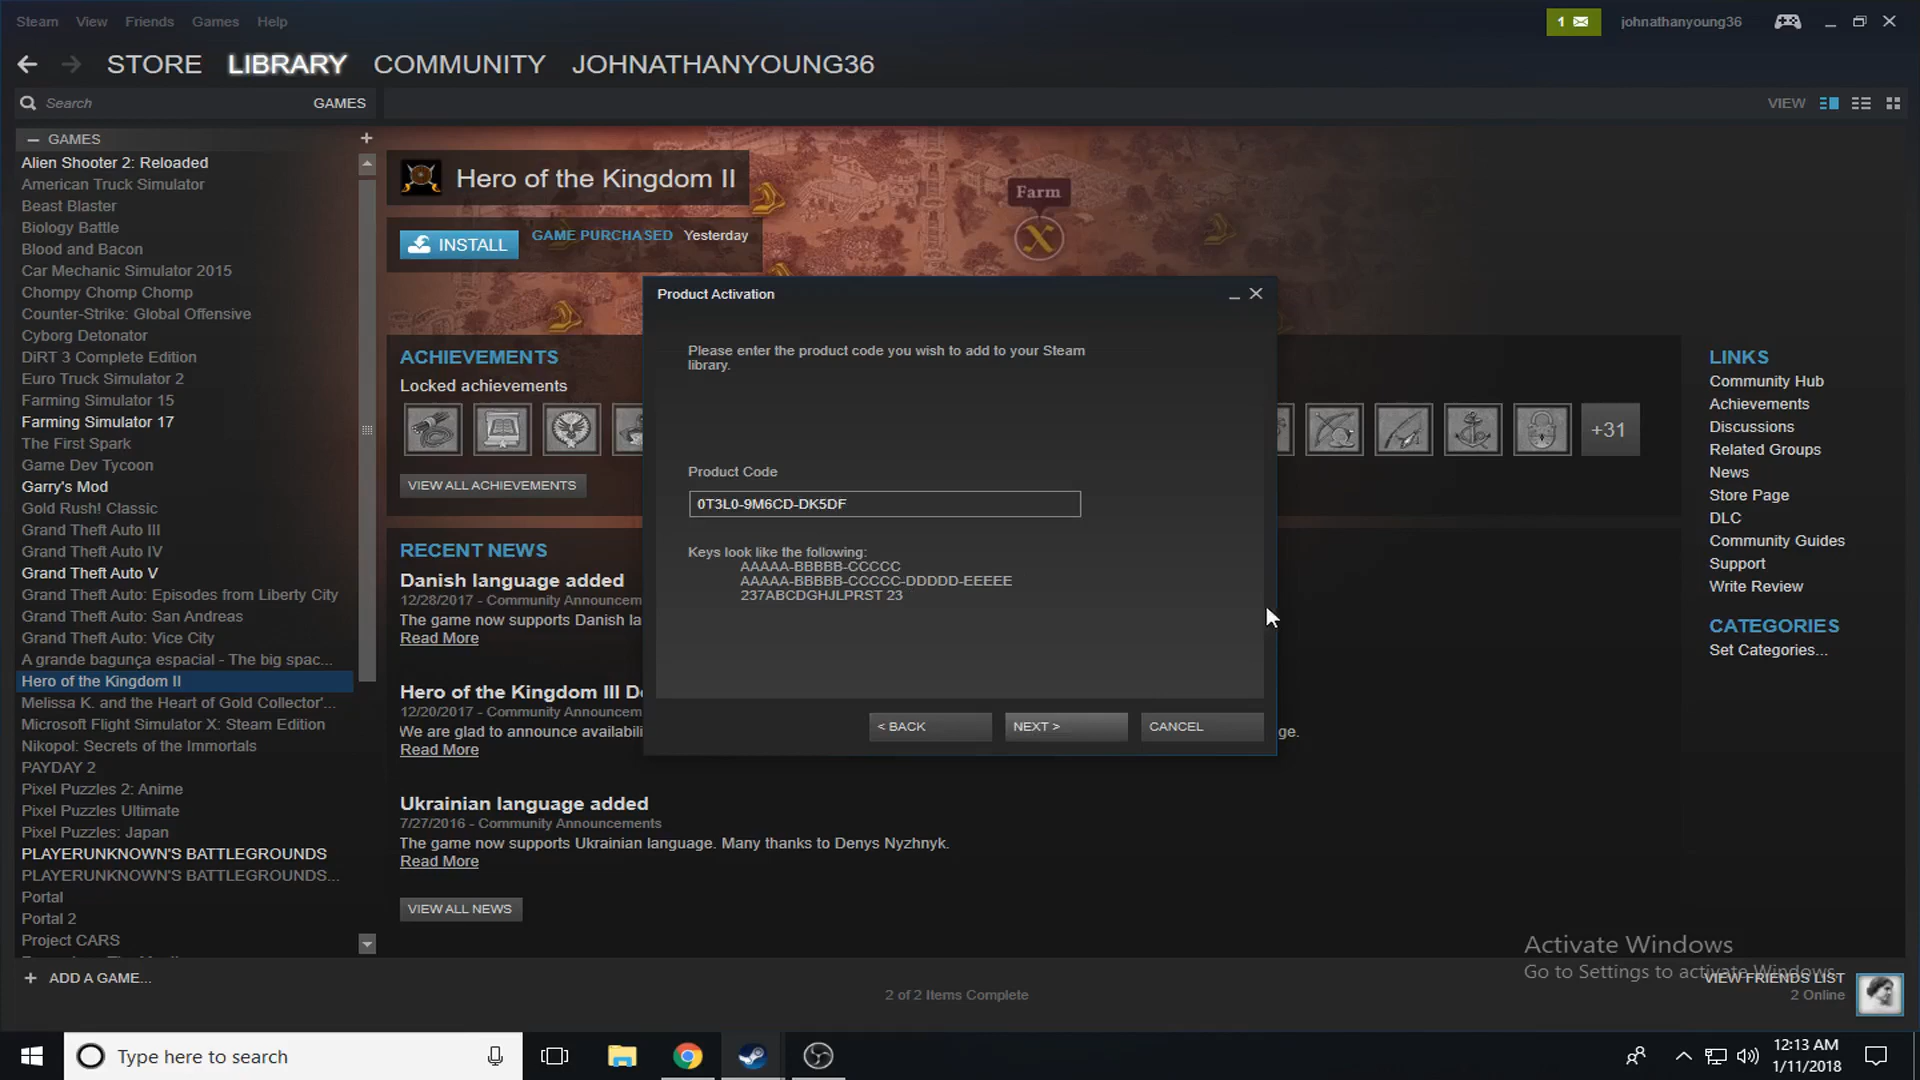 Steam View Friends Games Help
1 johnathanyoung36
STORE LIBRARY COMMUNITY JOHNATHANYOUNG36
Search GAMES VIEW
GAMES
Alien Shooter 2: Reloaded
American Truck Simulator
Beast Blaster
Biology Battle
Blood and Bacon
Car Mechanic Simulator 2015
Chompy Chomp Chomp
Counter-Strike: Global Offensive
Cyborg Detonator
DiRT 3 Complete Edition
Euro Truck Simulator 2
Farming Simulator 15
Farming Simulator 17
The First Spark
Game Dev Tycoon
Garry's Mod
Gold Rush! Classic
Grand Theft Auto III
Grand Theft Auto IV
Grand Theft Auto V
Grand Theft Auto: Episodes from Liberty City
Grand Theft Auto: San Andreas
Grand Theft Auto: Vice City
A grande bagunça espacial - The big spac...
Hero of the Kingdom II
Melissa K. and the Heart of Gold Collector'...
Microsoft Flight Simulator X: Steam Edition
Nikopol: Secrets of the Immortals
PAYDAY 2
Pixel Puzzles 2: Anime
Pixel Puzzles Ultimate
Pixel Puzzles: Japan
PLAYERUNKNOWN'S BATTLEGROUNDS
PLAYERUNKNOWN'S BATTLEGROUNDS...
Portal
Portal 2
Project CARS
+ ADD A GAME...
Hero of the Kingdom II
Farm
X
INSTALL GAME PURCHASED Yesterday
ACHIEVEMENTS
Locked achievements
+31
VIEW ALL ACHIEVEMENTS
RECENT NEWS
Danish language added
12/28/2017 - Community Announcem
The game now supports Danish la
Read More
Hero of the Kingdom III De
12/20/2017 - Community Announcem
We are glad to announce availabili ge.
Read More
Ukrainian language added
7/27/2016 - Community Announcements
The game now supports Ukrainian language. Many thanks to Denys Nyzhnyk.
Read More
VIEW ALL NEWS
Product Activation
Please enter the product code you wish to add to your Steam
library.
Product Code
0T3L0-9M6CD-DK5DF
Keys look like the following:
AAAAA-BBBBB-CCCCC
AAAAA-BBBBB-CCCCC-DDDDD-EEEEE
237ABCDGHJLPRST 23
< BACK NEXT > CANCEL
LINKS
Community Hub
Achievements
Discussions
Related Groups
News
Store Page
DLC
Community Guides
Support
Write Review
CATEGORIES
Set Categories...
Activate Windows
Go to Settings to activate Windows.
VIEW FRIENDS LIST
2 Online
2 of 2 Items Complete
Type here to search
12:13 AM
1/11/2018